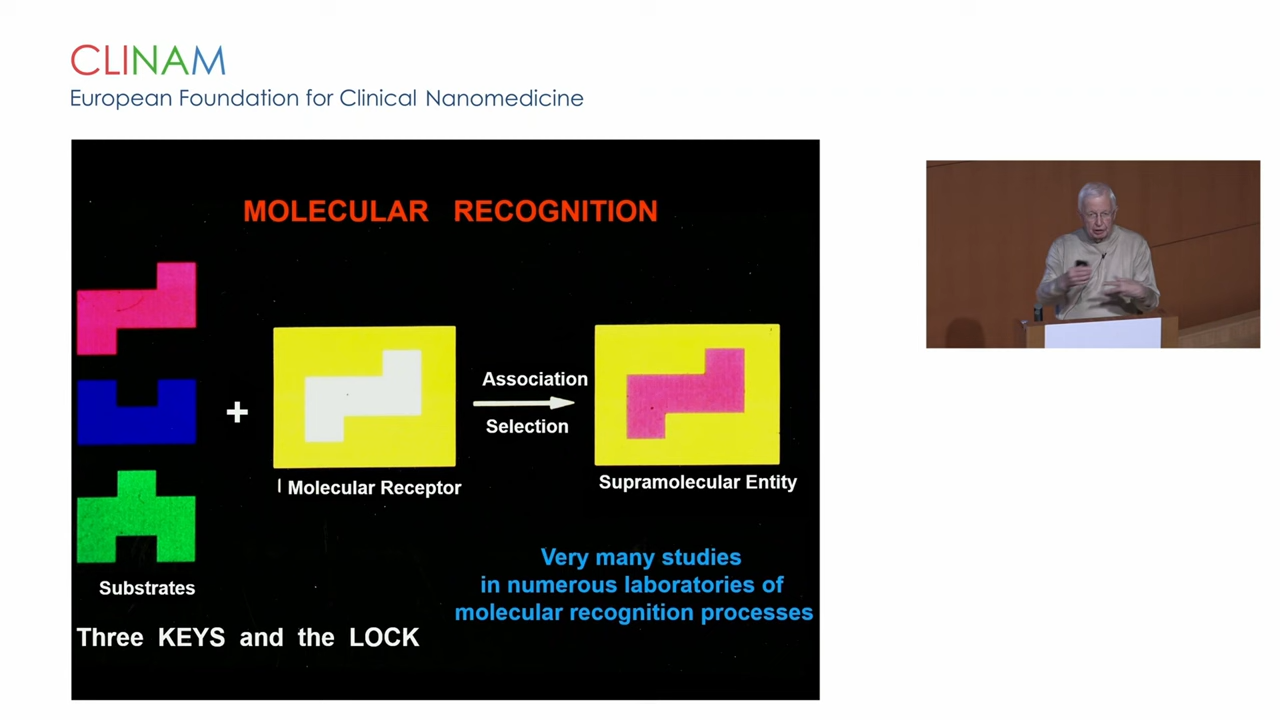 CLINAM
European Foundation for Clinical Nanomedicine
MOLECULAR RECOGNITION
+
Association
Selection
Molecular Receptor
Supramolecular Entity
Substrates
Very many studies
in numerous laboratories of
molecular recognition processes
Three KEYS and the LOCK